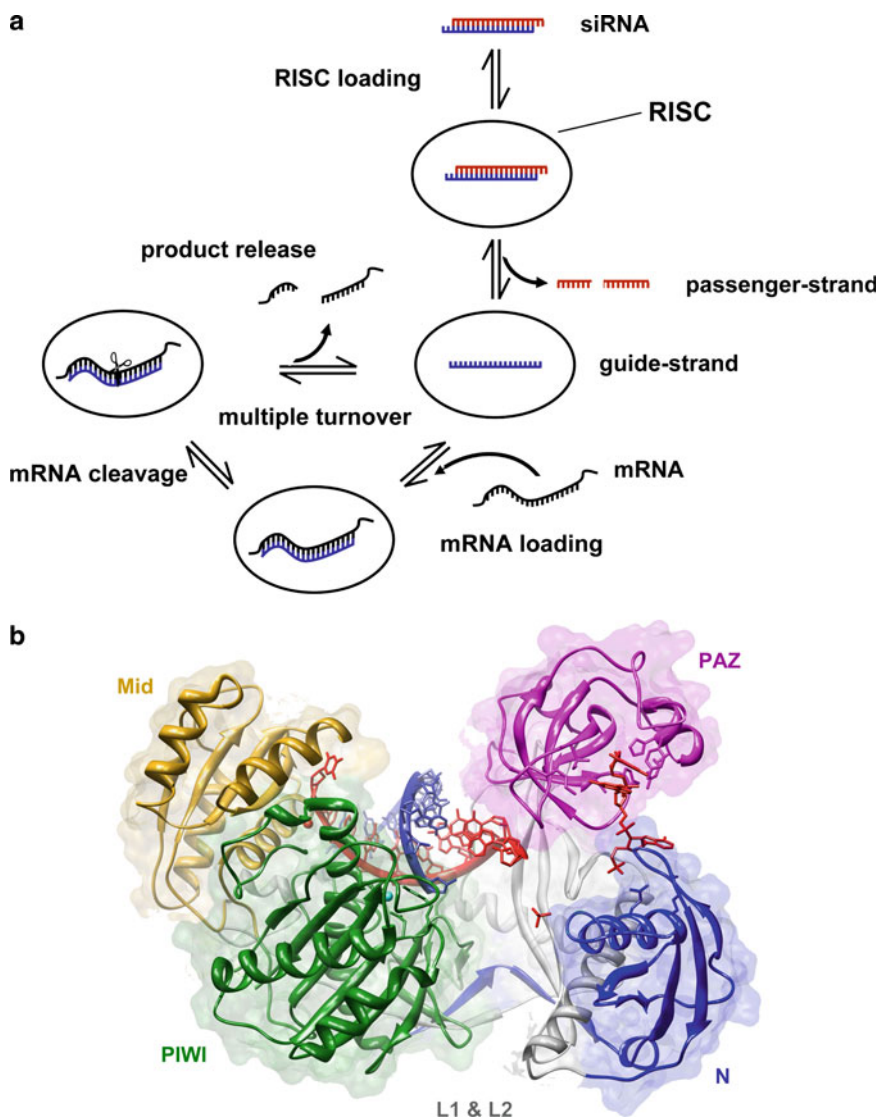 a
siRNA
RISC loading
RISC
product release
passenger-strand
guide-strand
multiple turnover
mRNA cleavage
mRNA
mRNA loading
b
PAZ
Mid
PIWI
N
L1 & L2